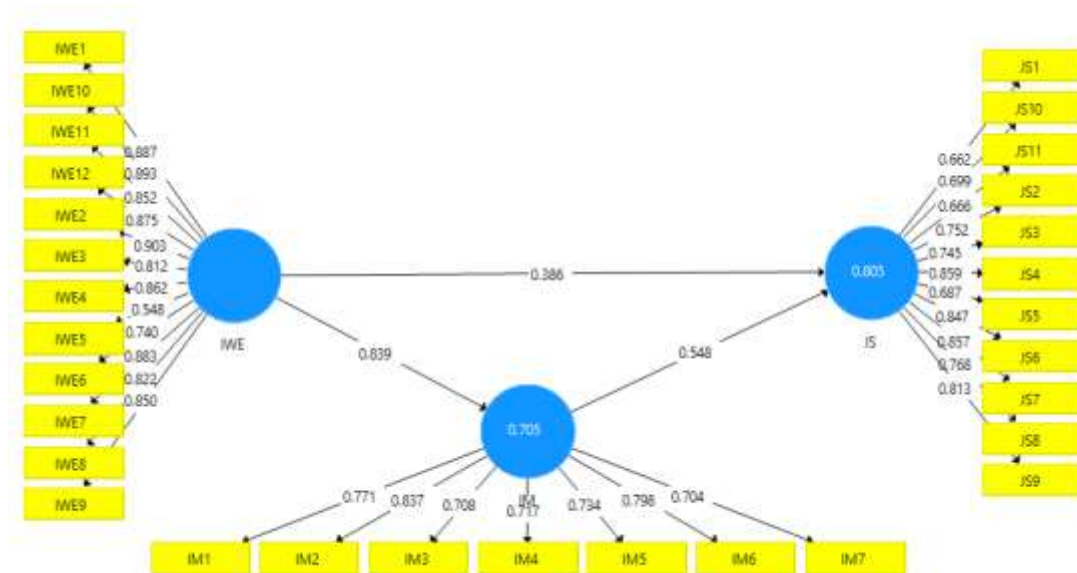 IWE1
IWE10
IWE11
IWE12
IWE2
IWE3
IWE4
IWE5
IWE6
IWE7
IWE8
IWE9
0.887
0.893
0.852
0.875
0.903
0.812
0.862
0.548
0.740
0.883
0.822
0.850
IWE
0.386
0.839
0.548
0.705
IM
0.771
0.837
0.708
0.717
0.734
0.798
0.704
IM1
IM2
IM3
IM4
IM5
IM6
IM7
0.805
JS
0.662
0.699
0.666
0.752
0.745
0.859
0.687
0.847
0.857
0.768
0.813
JS1
JS10
JS11
JS2
JS3
JS4
JS5
JS6
JS7
JS8
JS9